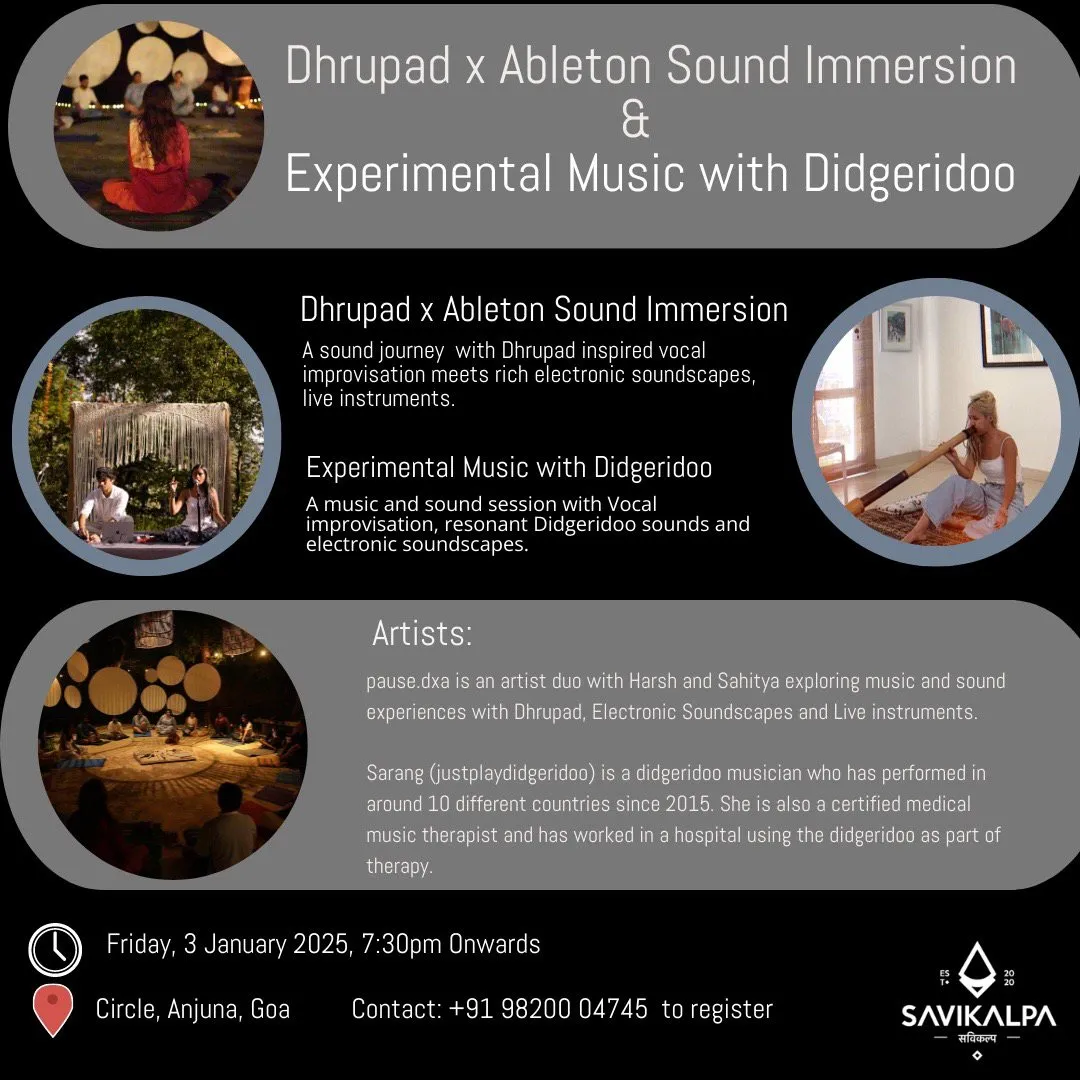 Dhrupad x Ableton Sound Immersion
&
Experimental Music with Didgeridoo
Dhrupad x Ableton Sound Immersion
A sound journey with Dhrupad inspired vocal
improvisation meets rich electronic soundscapes,
live instruments.
Experimental Music with Didgeridoo
A music and sound session with Vocal
improvisation, resonant Didgeridoo sounds and
electronic soundscapes.
Artists:
pause.dxa is an artist duo with Harsh and Sahitya exploring music and sound
experiences with Dhrupad, Electronic Soundscapes and Live instruments.
Sarang (justplaydidgeridoo) is a didgeridoo musician who has performed in
around 10 different countries since 2015. She is also a certified medical
music therapist and has worked in a hospital using the didgeridoo as part of
therapy.
Friday, 3 January 2025, 7:30pm Onwards
Circle, Anjuna, Goa
Contact: +91 98200 04745 to register
ES 20
T+ 20
SAVIKALPA
सविकल्प